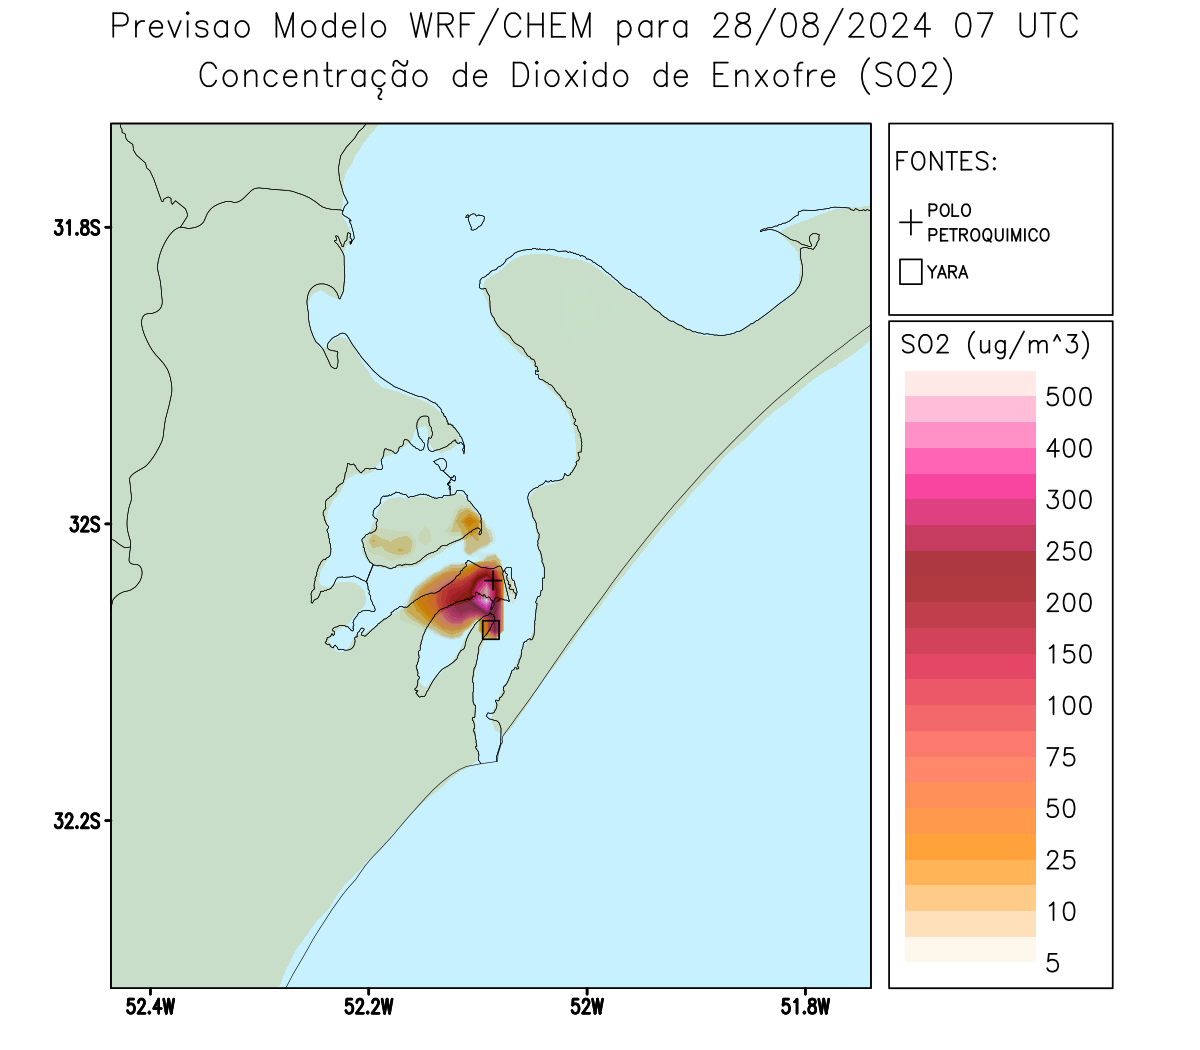 Previsao Modelo WRF/CHEM para 28/08/2024 07 UTC
Concentração de Dioxido de Enxofre (SO2)
FONTES:
POLO
PETROQUIMICO
YARA
SO2 (ug/m^3)
500
400
300
250
200
150
100
75
50
25
10
5
31.8S
32S
32.2S
52.4W
52.2W
52W
51.8W